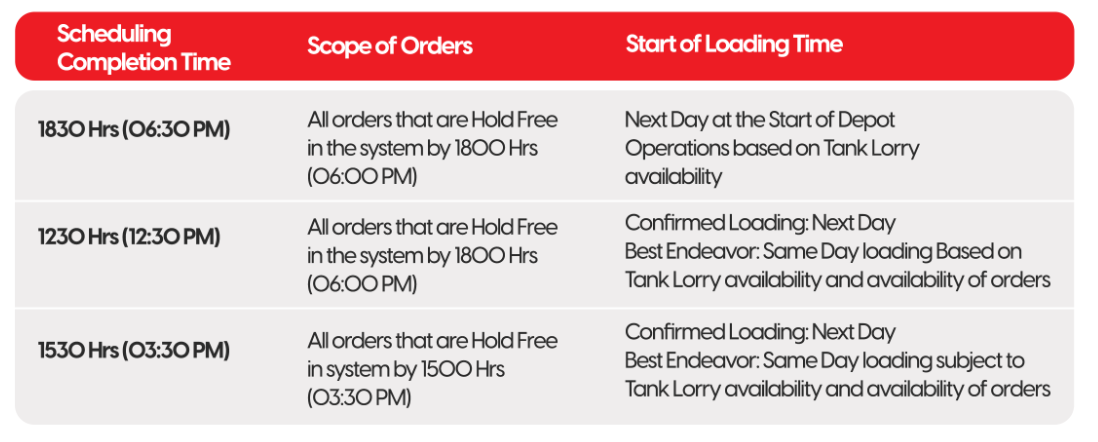 Scheduling
Completion Time
Scope of Orders
Start of Loading Time
1830 Hrs (06:30 PM)
All orders that are Hold Free
in the system by 1800 Hrs
(06:00 PM)
Next Day at the Start of Depot
Operations based on Tank Lorry
availability
1230 Hrs (12:30 PM)
All orders that are Hold Free
in the system by 1800 Hrs
(06:00 PM)
Confirmed Loading: Next Day
Best Endeavor: Same Day loading Based on
Tank Lorry availability and availability of orders
1530 Hrs (03:30 PM)
All orders that are Hold Free
in system by 1500 Hrs
(03:30 PM)
Confirmed Loading: Next Day
Best Endeavor: Same Day loading subject to
Tank Lorry availability and availability of orders